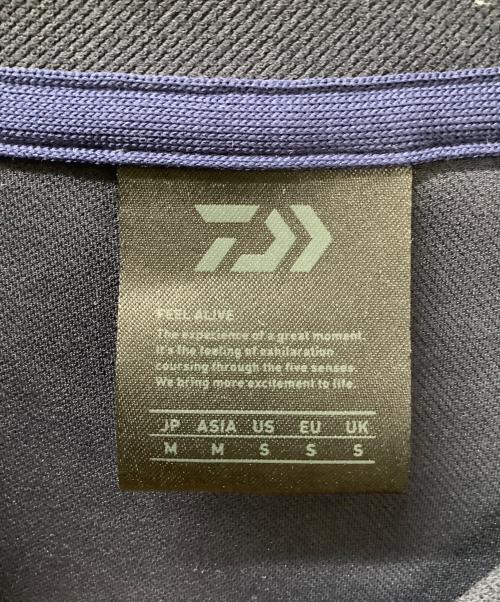 FEEL ALIVE
The experience of a great moment.
It's the feeling of exhilaration
coursing through the five senses.
We bring more excitement to life.
JP ASIA US EU UK
M M S S S